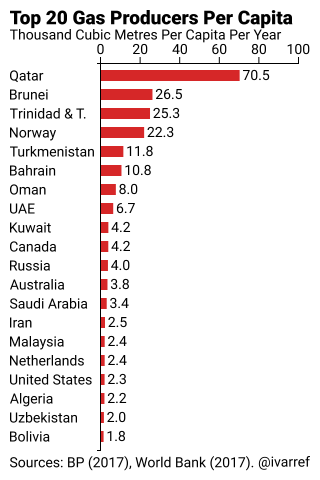 Top 20 Gas Producers Per Capita
Thousand Cubic Metres Per Capita Per Year
0 20 40 60 80 100
Qatar 70.5
Brunei 26.5
Trinidad & T. 25.3
Norway 22.3
Turkmenistan 11.8
Bahrain 10.8
Oman 8.0
UAE 6.7
Kuwait 4.2
Canada 4.2
Russia 4.0
Australia 3.8
Saudi Arabia 3.4
Iran 2.5
Malaysia 2.4
Netherlands 2.4
United States 2.3
Algeria 2.2
Uzbekistan 2.0
Bolivia 1.8
Sources: BP (2017), World Bank (2017). @ivarref